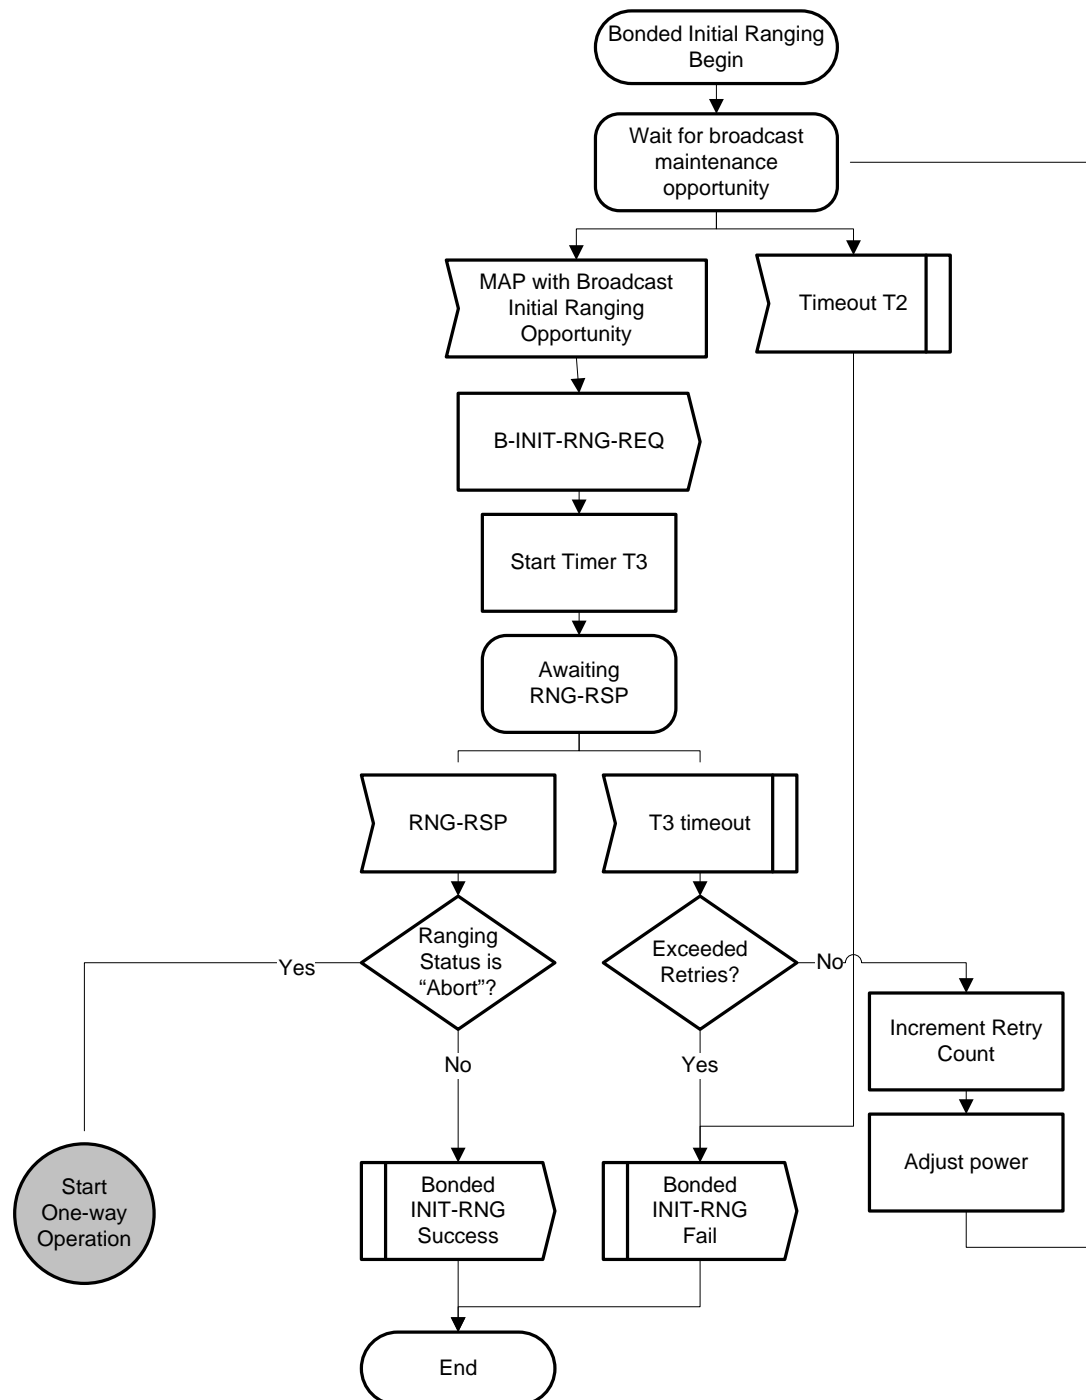 Bonded Initial Ranging
Begin
Wait for broadcast
maintenance
opportunity
MAP with Broadcast
Initial Ranging
Opportunity
Timeout T2
B-INIT-RNG-REQ
Start Timer T3
Awaiting
RNG-RSP
RNG-RSP
T3 timeout
Ranging
Status is
“Abort”?
Exceeded
Retries?
Yes
No
Increment Retry
Count
No
Yes
Adjust power
Start
One-way
Operation
Bonded
INIT-RNG
Success
Bonded
INIT-RNG
Fail
End